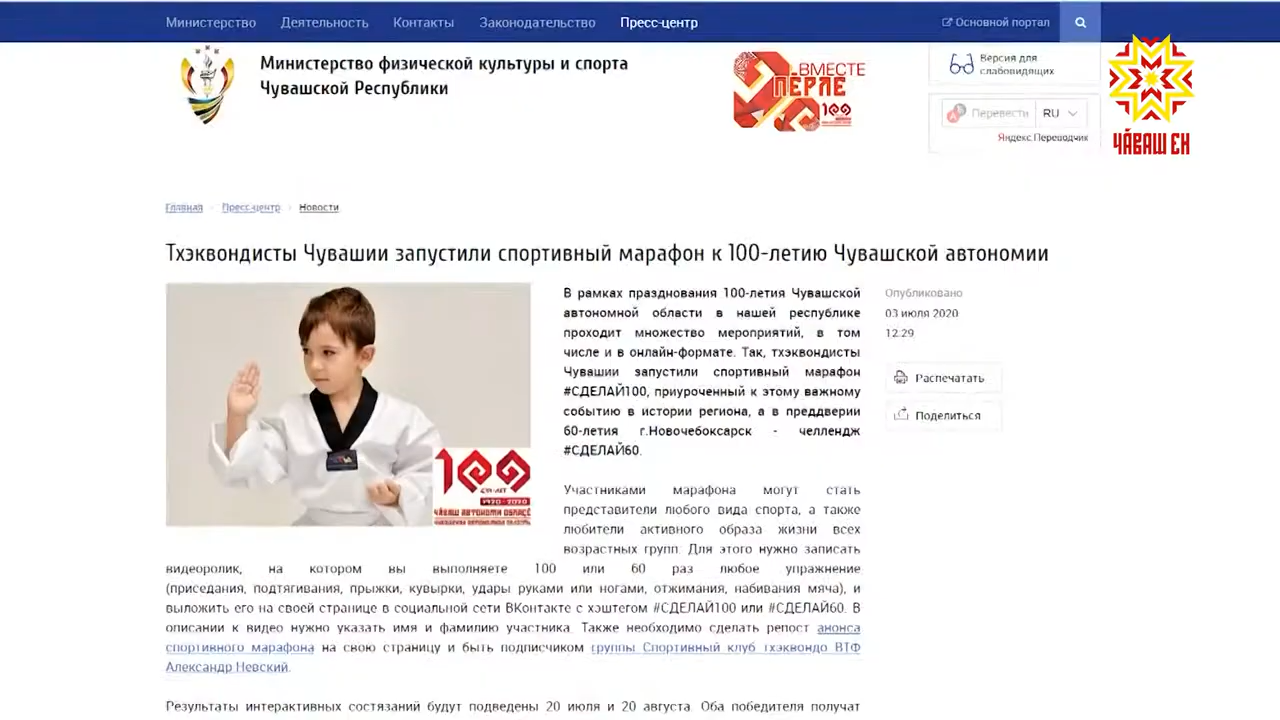 Министерство Деятельность Контакты Законодательство Пресс-центр Основной портал
Министерство физической культуры и спорта
Чувашской Республики
ВМЕСТЕ
ПӖРЛЕ
100
Версия для
слабовидящих
Перевести RU
Яндекс.Переводчик
ЧӐВАШ ЕН
Главная Пресс-центр Новости
Тхэквондисты Чувашии запустили спортивный марафон к 100-летию Чувашской автономии
В рамках празднования 100-летия Чувашской
автономной области в нашей республике
проходит множество мероприятий, в том
числе и в онлайн-формате. Так, тхэквондисты
Чувашии запустили спортивный марафон
#СДЕЛАЙ100, приуроченный к этому важному
событию в истории региона, а в преддверии
60-летия г.Новочебоксарск - челлендж
#СДЕЛАЙ60.
Опубликовано
03 июля 2020
12:29
Распечатать
Поделиться
100
1920 - 2020
ЧӐВАШ АВТОНОМИ ОБЛАҪӖ
Участниками марафона могут стать
представители любого вида спорта, а также
любители активного образа жизни всех
возрастных групп. Для этого нужно записать
видеоролик, на котором вы выполняете 100 или 60 раз любое упражнение
(приседания, подтягивания, прыжки, кувырки, удары руками или ногами, отжимания, набивания мяча), и
выложить его на своей странице в социальной сети ВКонтакте с хэштегом #СДЕЛАЙ100 или #СДЕЛАЙ60. В
описании к видео нужно указать имя и фамилию участника. Также необходимо сделать репост анонса
спортивного марафона на свою страницу и быть подписчиком группы Спортивный клуб тхэквондо ВТФ
Александр Невский.
Результаты интерактивных состязаний будут подведены 20 июля и 20 августа. Оба победителя получат